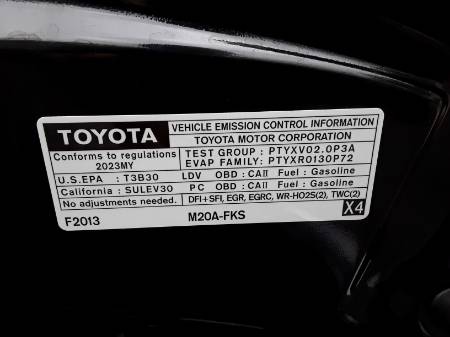 TOYOTA
VEHICLE EMISSION CONTROL INFORMATION
TOYOTA MOTOR CORPORATION
Conforms to regulations
2023MY
TEST GROUP : PTYXV02.0P3A
EVAP FAMILY: PTYXR0130P72
U.S.EPA : T3B30 LDV OBD : CAII Fuel : Gasoline
California : SULEV30 PC OBD : CAII Fuel : Gasoline
No adjustments needed. DFI+SFI, EGR, EGRC, WR-HO2S(2), TWC(2)
F2013 M20A-FKS X4